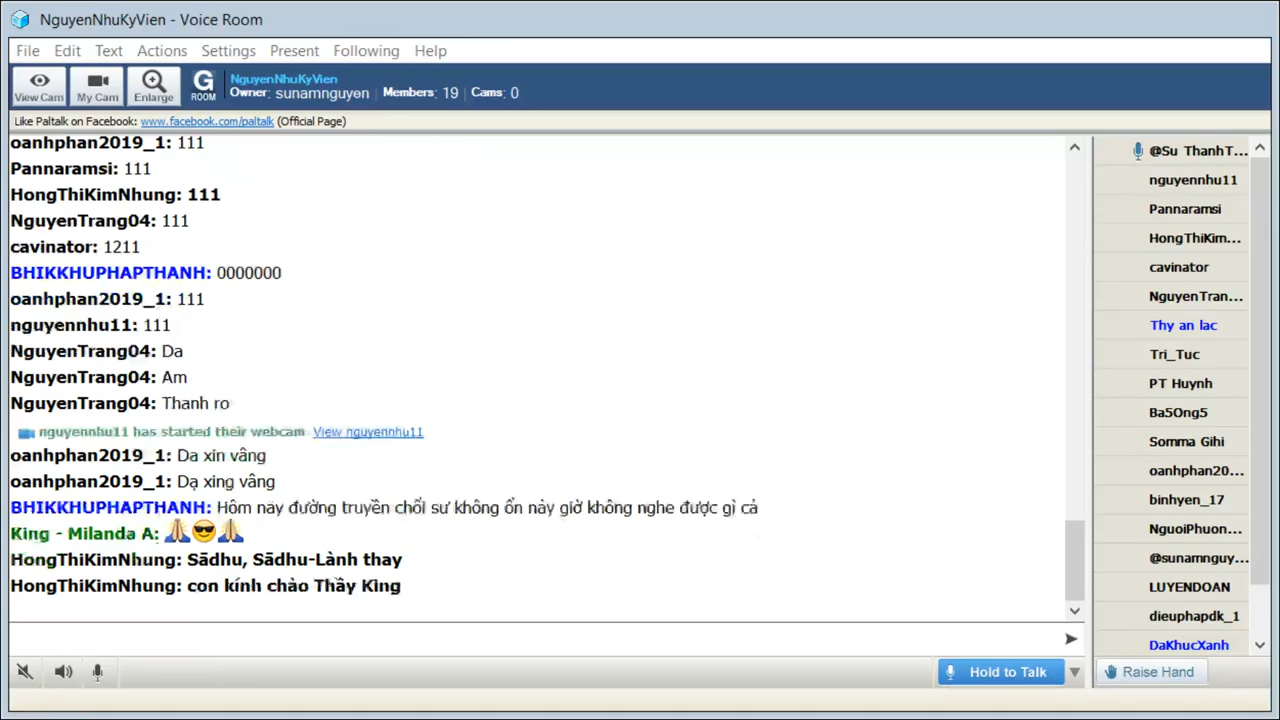 NguyenNhuKyVien - Voice Room
File Edit Text Actions Settings Present Following Help
View Cam My Cam Enlarge G ROOM
NguyenNhuKyVien
Owner: sunamnguyen | Members: 19 | Cams: 0
Like Paltalk on Facebook: www.facebook.com/paltalk (Official Page)
oanhphan2019_1: 111
Pannaramsi: 111
HongThiKimNhung: 111
NguyenTrang04: 111
cavinator: 1211
BHIKKHUPHAPTHANH: 0000000
oanhphan2019_1: 111
nguyennhu11: 111
NguyenTrang04: Da
NguyenTrang04: Am
NguyenTrang04: Thanh ro
nguyennhu11 has started their webcam View nguyennhu11
oanhphan2019_1: Da xin vâng
oanhphan2019_1: Dạ xing vâng
BHIKKHUPHAPTHANH: Hôm nay đường truyền chổi sư không ổn nảy giờ không nghe được gì cả
King - Milanda A: 🙏😎🙏
HongThiKimNhung: Sādhu, Sādhu-Lành thay
HongThiKimNhung: con kính chào Thầy King
Hold to Talk
@Su ThanhT...
nguyennhu11
Pannaramsi
HongThiKim...
cavinator
NguyenTran...
Thy an lac
Tri_Tuc
PT Huynh
Ba5Ong5
Somma Gihi
oanhphan20...
binhyen_17
NguoiPhuon...
@sunamnguy...
LUYENDOAN
dieuphapdk_1
DaKhucXanh
Raise Hand